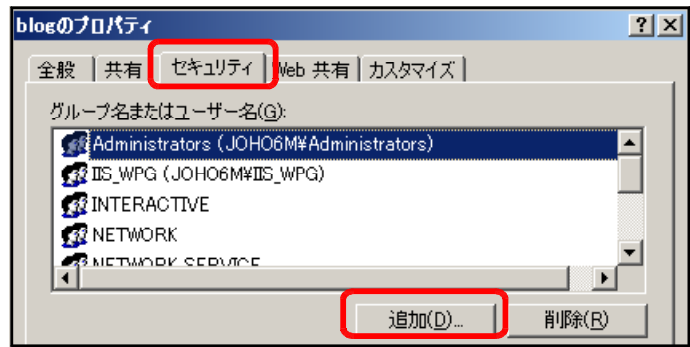 blogのプロパティ
全般 共有 セキュリティ Web 共有 カスタマイズ
グループ名またはユーザー名(G):
Administrators (JOHO6M¥Administrators)
IIS_WPG (JOHO6M¥IIS_WPG)
INTERACTIVE
NETWORK
NETWORK SERVICE
追加(D)... 削除(R)